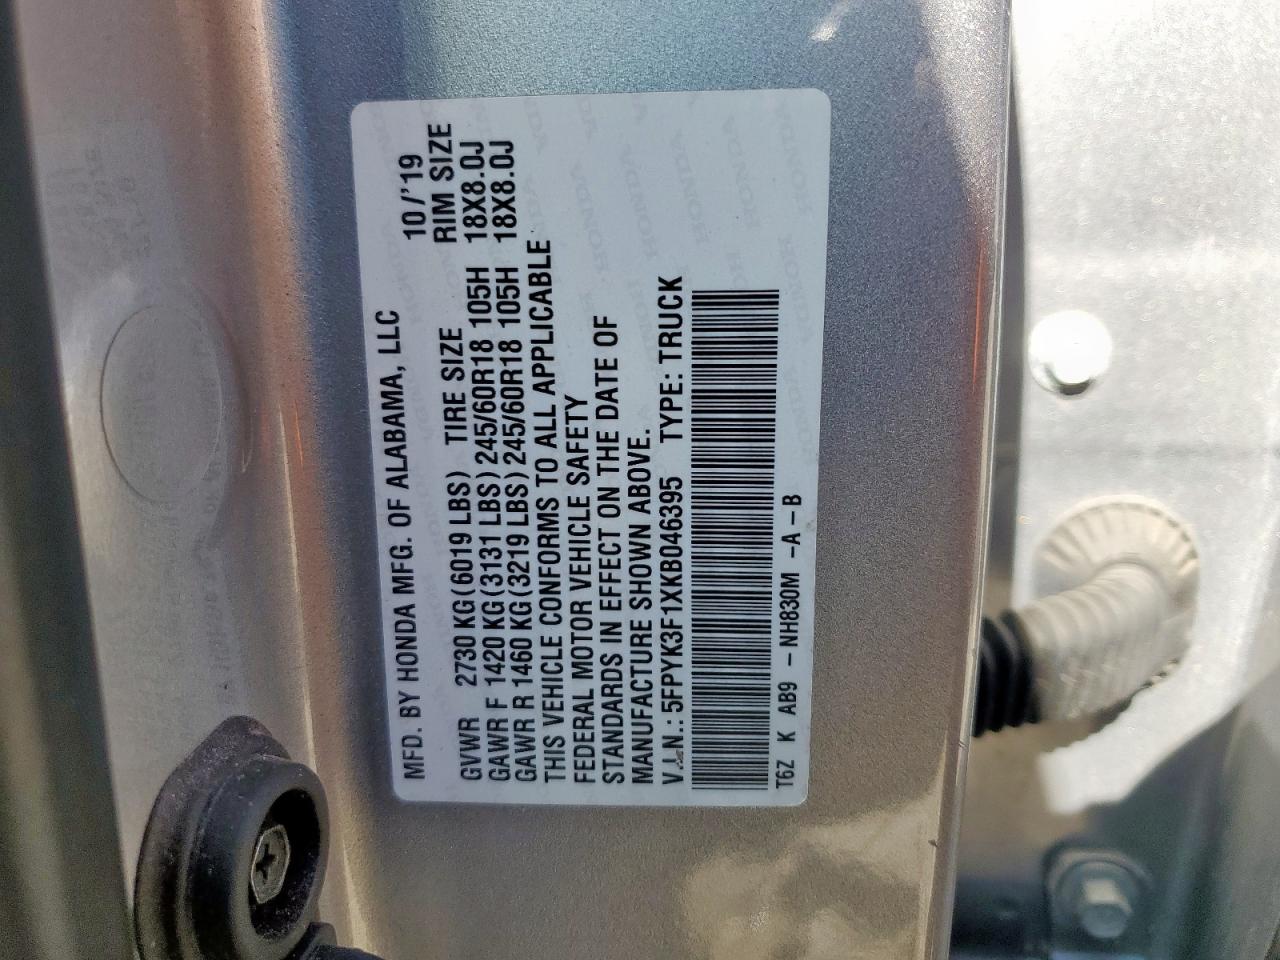 MFD. BY HONDA MFG. OF ALABAMA, LLC 10/'19
GVWR 2730 KG (6019 LBS) TIRE SIZE RIM SIZE
GAWR F 1420 KG (3131 LBS) 245/60R18 105H 18X8.0J
GAWR R 1460 KG (3219 LBS) 245/60R18 105H 18X8.0J
THIS VEHICLE CONFORMS TO ALL APPLICABLE
FEDERAL MOTOR VEHICLE SAFETY
STANDARDS IN EFFECT ON THE DATE OF
MANUFACTURE SHOWN ABOVE.
V.I.N.: 5FPYK3F1XKB046395 TYPE: TRUCK
T6Z K AB9 -NH830M -A-B